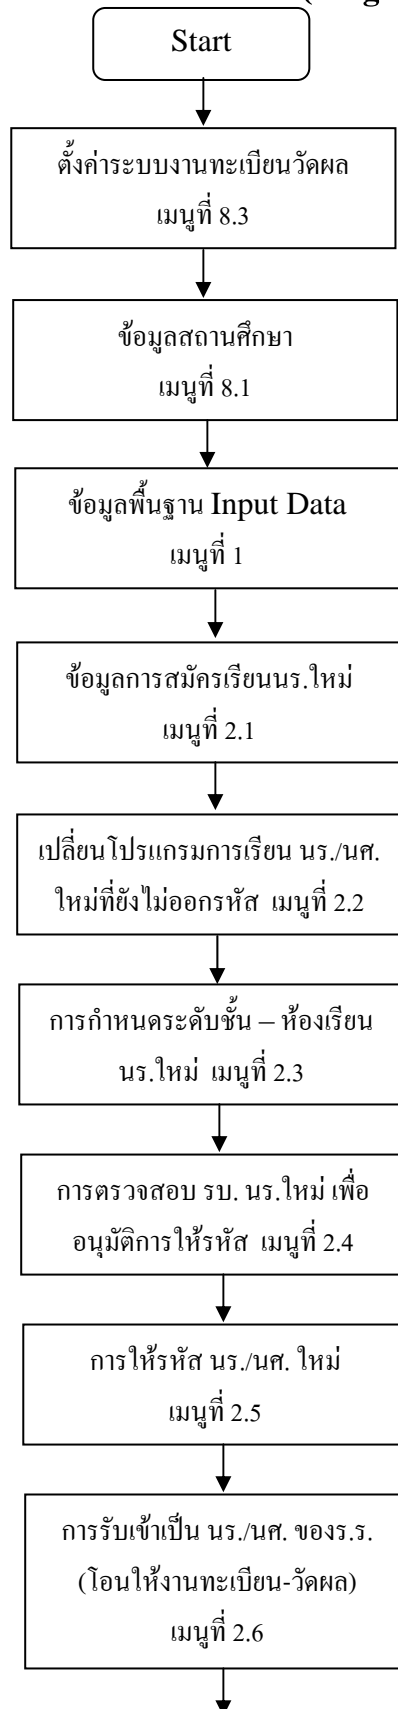 Start
ตั้งค่าระบบงานทะเบียนวัดผล
เมนูที่ 8.3
ข้อมูลสถานศึกษา
เมนูที่ 8.1
ข้อมูลพื้นฐาน Input Data
เมนูที่ 1
ข้อมูลการสมัครเรียนนร.ใหม่
เมนูที่ 2.1
เปลี่ยนโปรแกรมการเรียน นร./นศ.
ใหม่ที่ยังไม่ออกรหัส เมนูที่ 2.2
การกำหนดระดับชั้น – ห้องเรียน
นร.ใหม่ เมนูที่ 2.3
การตรวจสอบ รบ. นร.ใหม่ เพื่อ
อนุมัติการให้รหัส เมนูที่ 2.4
การให้รหัส นร./นศ. ใหม่
เมนูที่ 2.5
การรับเข้าเป็น นร./นศ. ของร.ร.
(โอนให้งานทะเบียน-วัดผล)
เมนูที่ 2.6